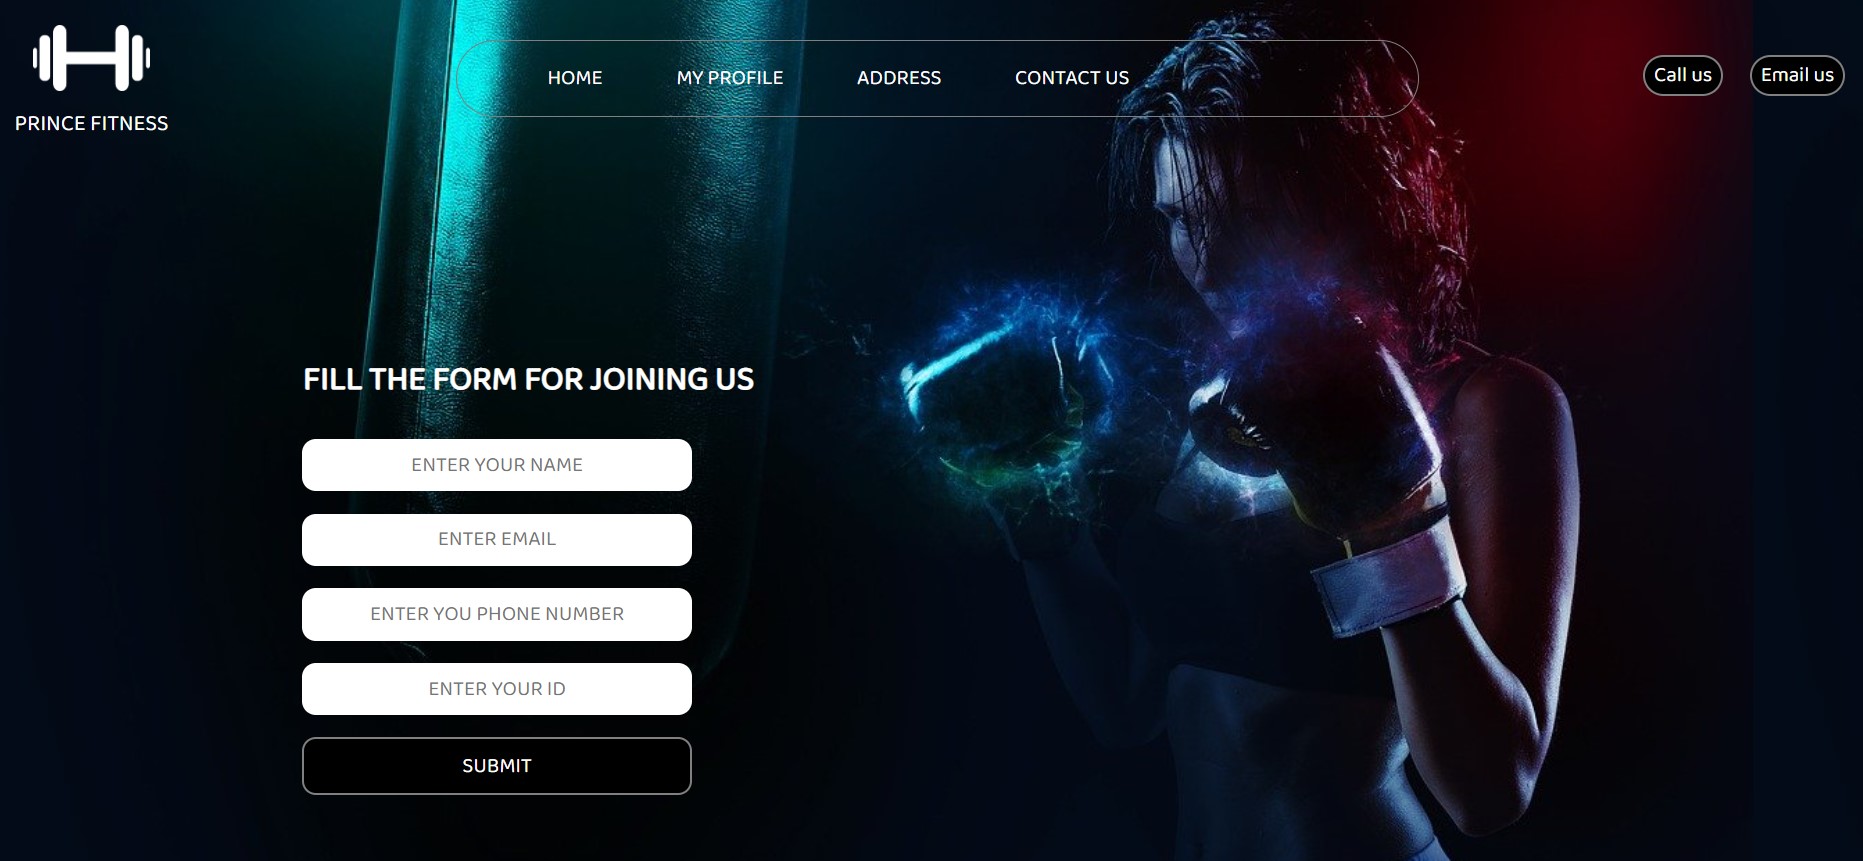 PRINCE FITNESS
HOME MY PROFILE ADDRESS CONTACT US
Call us Email us
FILL THE FORM FOR JOINING US
ENTER YOUR NAME
ENTER EMAIL
ENTER YOU PHONE NUMBER
ENTER YOUR ID
SUBMIT